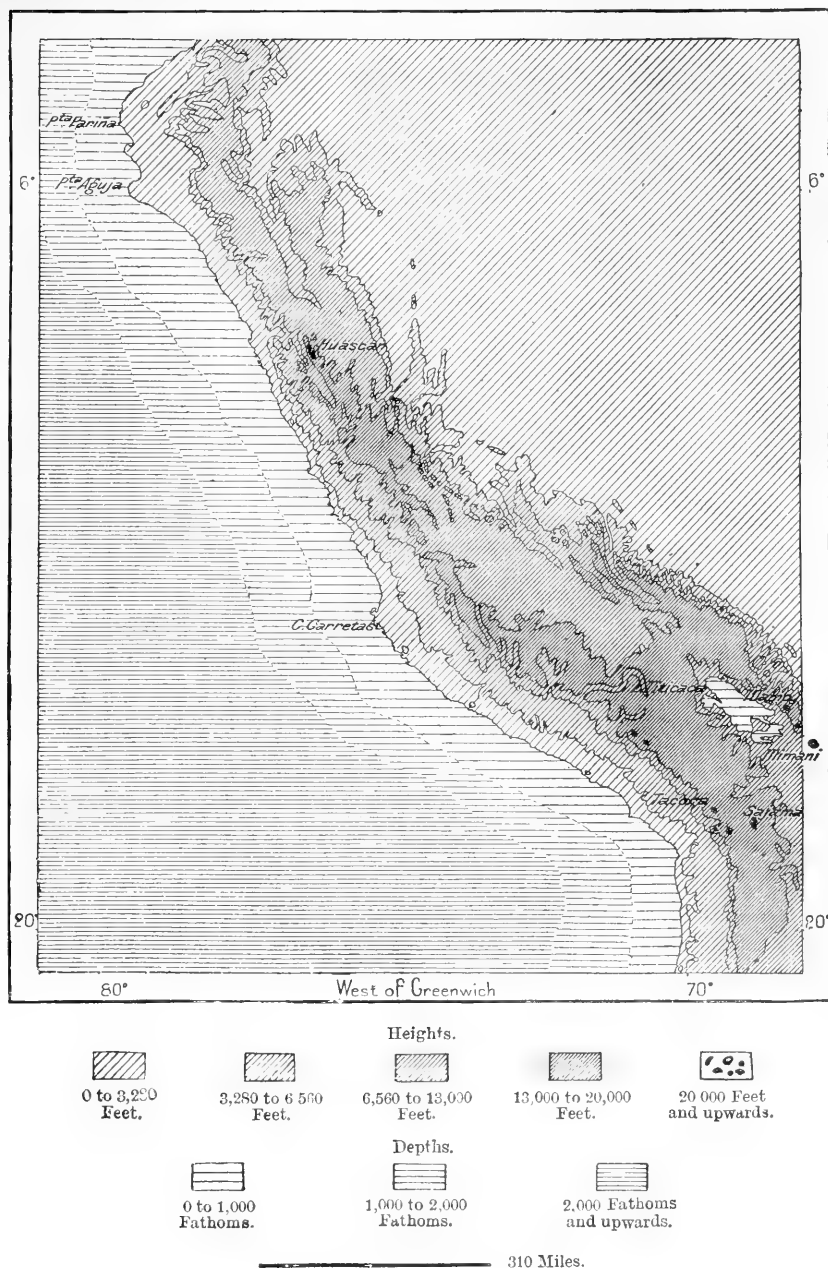 Pta Parina
6° Pta Aguja 6°
Huascan
C. Carretas
Titicaca
Illimani
Tacora Sajama
20° 20°
80° West of Greenwich 70°
Heights.
0 to 3,280 Feet.
3,280 to 6 560 Feet.
6,560 to 13,000 Feet.
13,000 to 20,000 Feet.
20 000 Feet and upwards.
Depths.
0 to 1,000 Fathoms.
1,000 to 2,000 Fathoms.
2,000 Fathoms and upwards.
310 Miles.